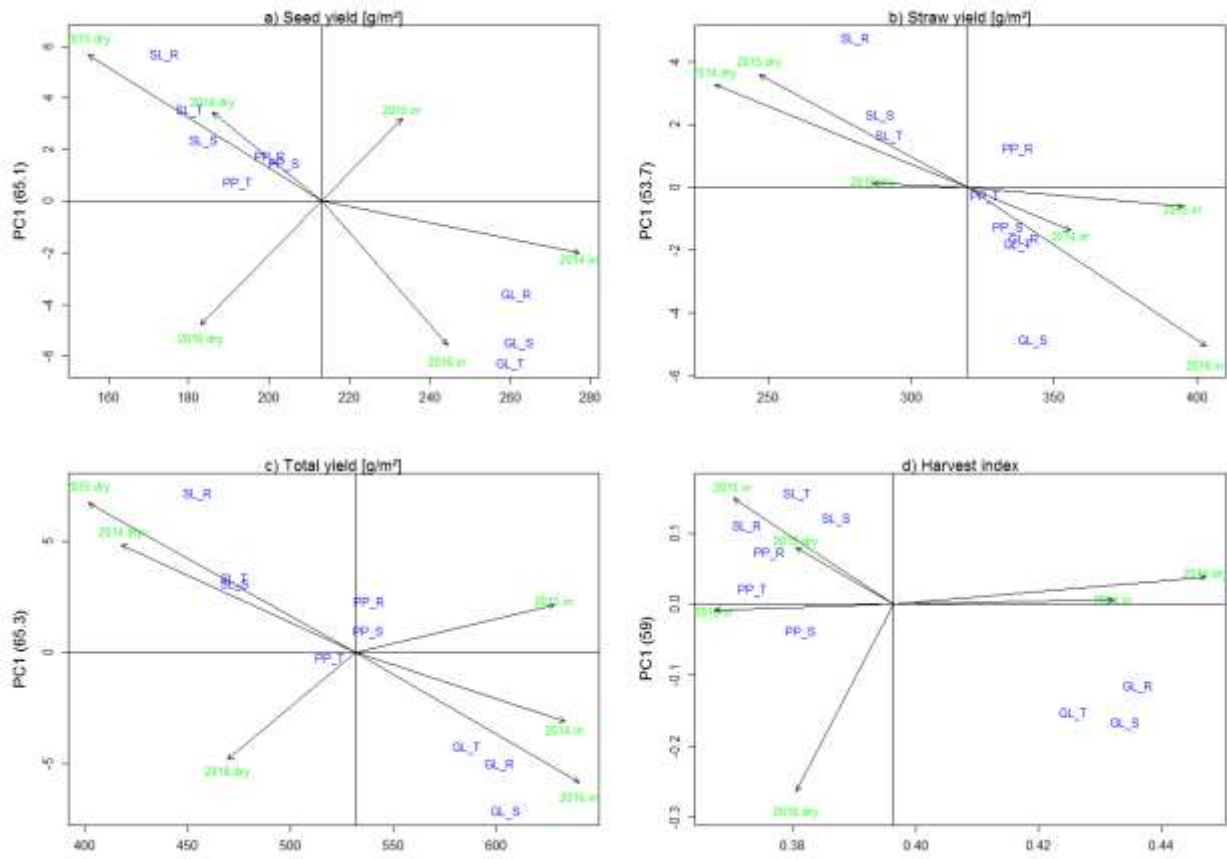 a) Seed yield [g/m²]
2015 dry
SL_R
SL_T
2014 dry
SL_S
PP_S
PP_T
2015 irr
2014 irr
GL_R
GL_S
GL_T
2016 dry
2016 irr
PC1 (65.1)
6
4
2
0
-2
-4
-6
160
180
200
220
240
260
280
b) Straw yield [g/m²]
SL_R
2015 dry
2014 dry
SL_S
SL_T
PP_R
PP_T
2015 irr
PP_S
2014 irr
GL_R
GL_S
2016 irr
PC1 (53.7)
4
2
0
-2
-4
-6
250
300
350
400
c) Total yield [g/m²]
2015 dry
SL_R
2014 dry
SL_T
SL_S
PP_R
PP_S
PP_T
2015 irr
2014 irr
GL_T
GL_R
GL_S
2016 dry
2016 irr
PC1 (65.3)
5
0
-5
400
450
500
550
600
d) Harvest index
SL_T
SL_S
SL_R
2015 dry
PP_R
PP_T
PP_S
GL_R
GL_T
GL_S
2016 dry
PC1 (59)
0.1
0.0
-0.1
-0.2
-0.3
0.38
0.40
0.42
0.44